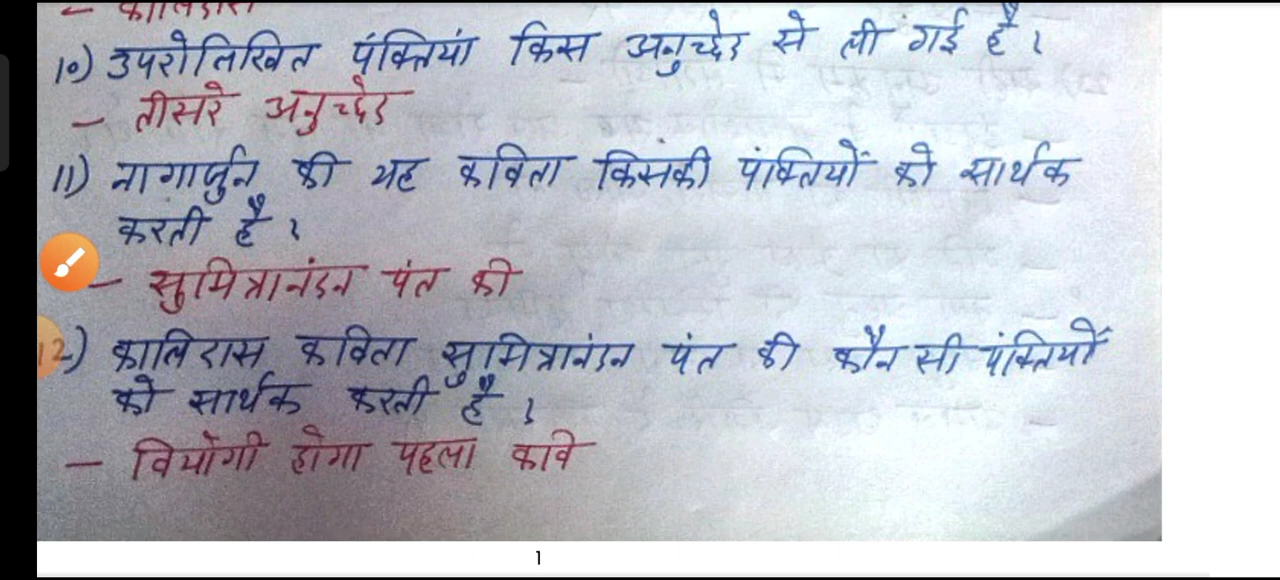 - कालिदास
10) उपरोलिखित पंक्तियां किस अनुच्छेद से ली गई है?
- तीसरे अनुच्छेद
11) नागार्जुन की यह कविता किसकी पंक्तियों को सार्थक
करती है?
- सुमित्रानंदन पंत की
12) कालिदास कविता सुमित्रानंदन पंत की कौन सी पंक्तियों
को सार्थक करती है?
- वियोगी होगा पहला कवि
1